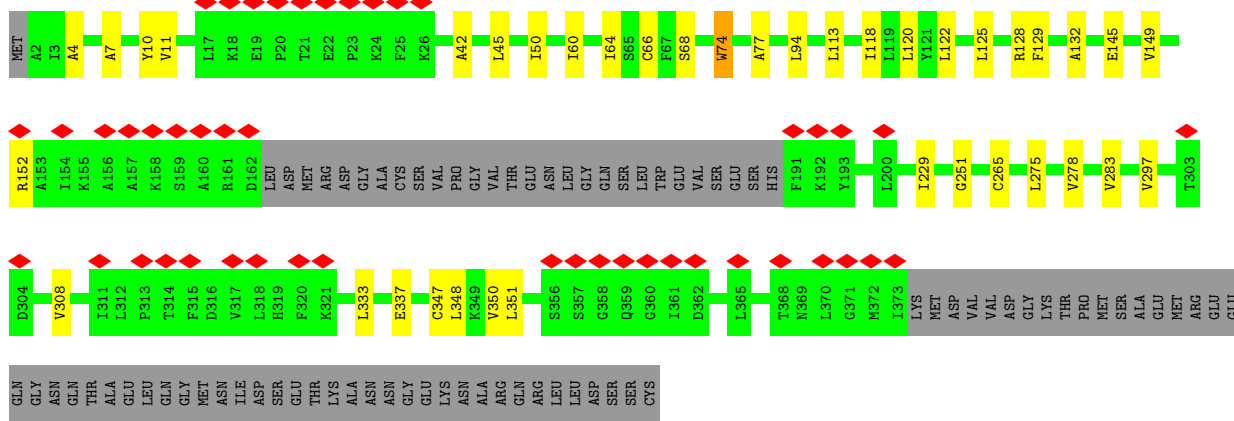 MET A2 I3 A4 A7 Y10 V11 L17 K18 E19 P20 T21 E22 P23 K24 F25 K26 A42 L45 I50 I60 I64 S65 C66 F67 S68 W74 A77 L94 L113 I118 L119 L120 Y121 L122 L125 R128 F129 A132 E145 V149
R152 A153 I154 K155 A156 A157 K158 S159 A160 R161 D162 LEU ASP MET ARG ASP GLY ALA CYS SER VAL PRO GLY VAL THR GLU ASN LEU GLY GLN SER LEU TRP GLU VAL SER GLU SER HIS F191 K192 Y193 L200 I229 G251 C265 L275 V278 V283 V297 T303
D304 V308 I311 L312 P313 T314 F315 D316 V317 L318 H319 F320 K321 L333 E337 C347 L348 K349 V350 L351 S356 S357 G358 Q359 G360 I361 D362 L365 T368 N369 L370 G371 M372 I373 LYS MET ASP VAL VAL ASP GLY LYS THR PRO MET SER ALA GLU MET ARG GLU GLU
GLN GLY ASN GLN THR ALA GLU LEU GLN GLY MET ASN ILE ASP SER GLU THR LYS ALA ASN ASN GLY GLU LYS ASN ALA ARG GLN ARG LEU LEU ASP SER SER CYS